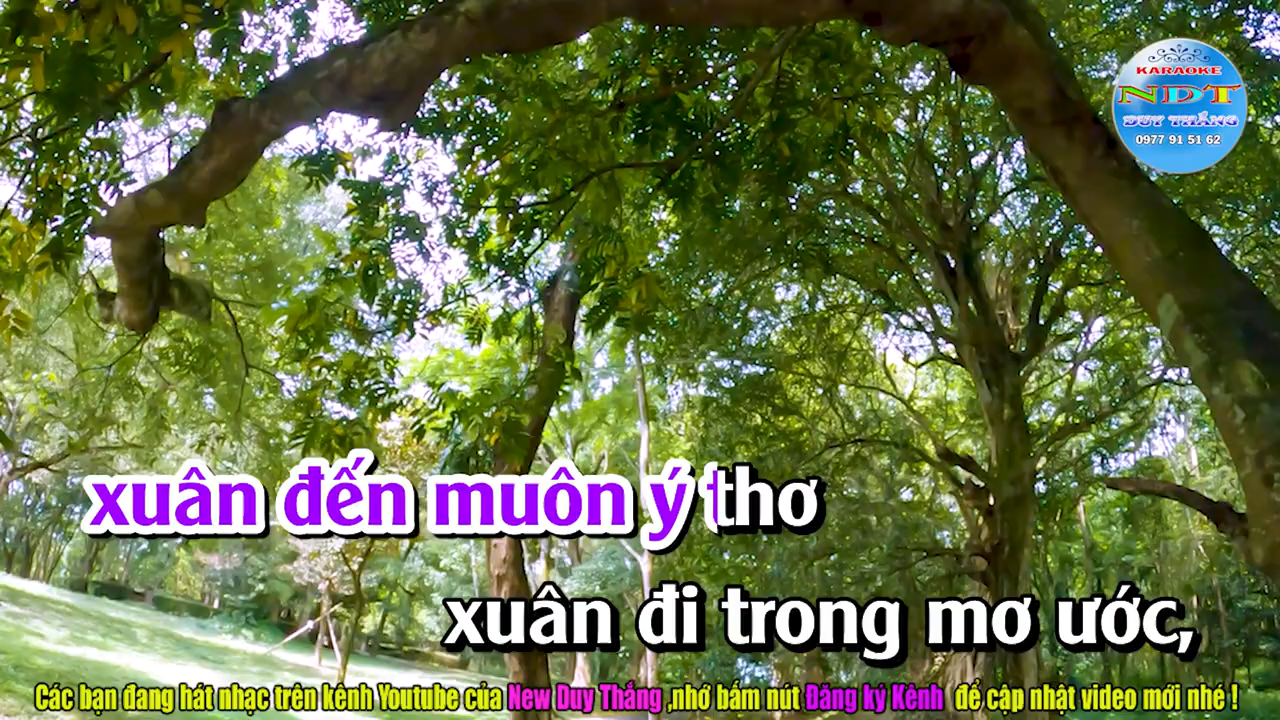 KARAOKE
NDT
DUY THẮNG
0977 91 51 62
xuân đến muôn ý thơ
xuân đi trong mơ ước,
Các bạn đang hát nhạc trên kênh Youtube của New Duy Thắng ,nhớ bấm nút Đăng ký Kênh để cập nhật video mới nhé !